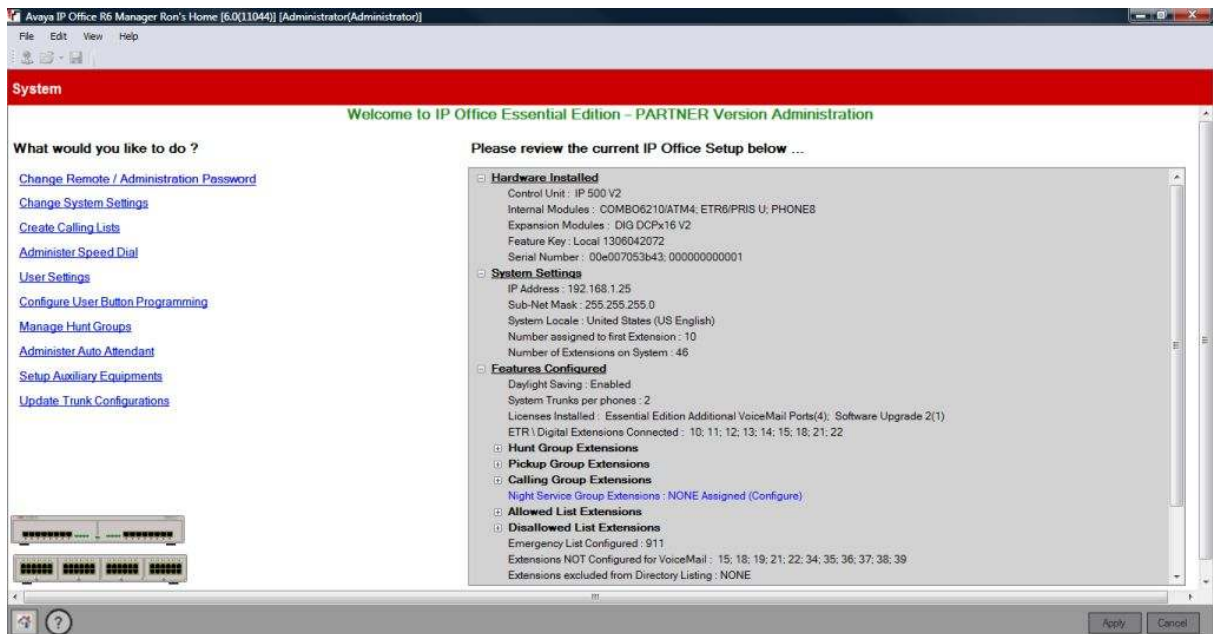 Avaya IP Office R6 Manager Ron's Home [6.0(11044)] [Administrator(Administrator)]
File Edit View Help
System
Welcome to IP Office Essential Edition - PARTNER Version Administration
What would you like to do ?
Change Remote / Administration Password
Change System Settings
Create Calling Lists
Administer Speed Dial
User Settings
Configure User Button Programming
Manage Hunt Groups
Administer Auto Attendant
Setup Auxiliary Equipments
Update Trunk Configurations
Please review the current IP Office Setup below ...
Hardware Installed
Control Unit : IP 500 V2
Internal Modules : COMBO6210/ATM4; ETR6/PRIS U; PHONE8
Expansion Modules : DIG DCPx16 V2
Feature Key : Local 1306042072
Serial Number : 00e007053b43; 000000000001
System Settings
IP Address : 192.168.1.25
Sub-Net Mask : 255.255.255.0
System Locale : United States (US English)
Number assigned to first Extension : 10
Number of Extensions on System : 46
Features Configured
Daylight Saving : Enabled
System Trunks per phones : 2
Licenses Installed : Essential Edition Additional VoiceMail Ports(4); Software Upgrade 2(1)
ETR \ Digital Extensions Connected : 10; 11; 12; 13; 14; 15; 18; 21; 22
Hunt Group Extensions
Pickup Group Extensions
Calling Group Extensions
Night Service Group Extensions : NONE Assigned (Configure)
Allowed List Extensions
Disallowed List Extensions
Emergency List Configured : 911
Extensions NOT Configured for VoiceMail : 15; 18; 19; 21; 22; 34; 35; 36; 37; 38; 39
Extensions excluded from Directory Listing : NONE
Apply Cancel